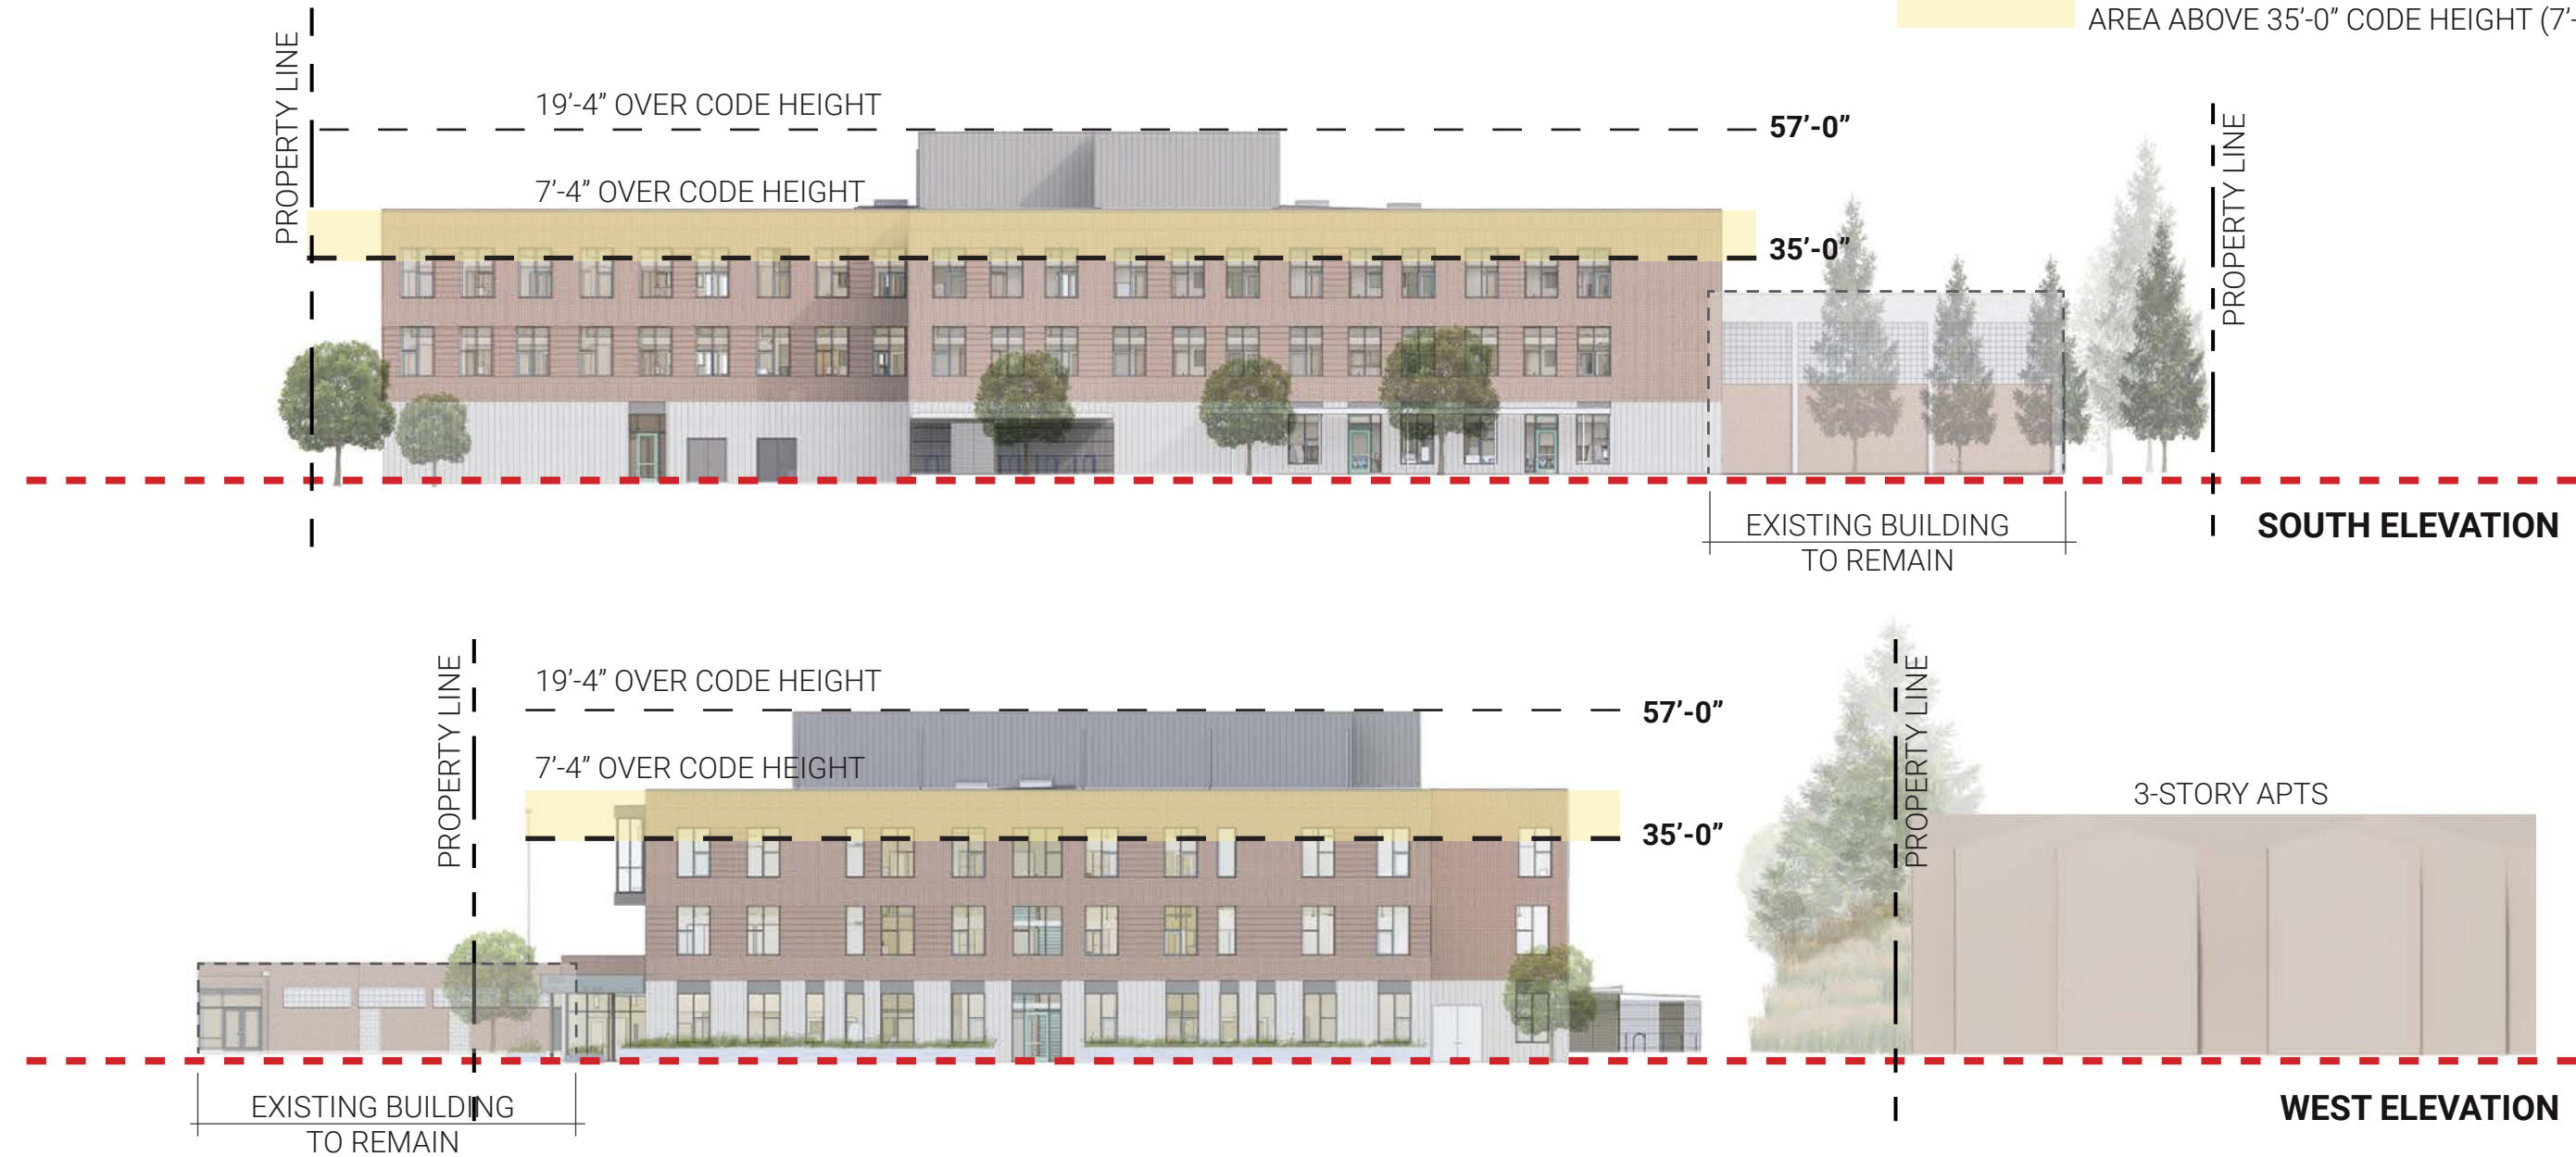 AREA ABOVE 35’-0” CODE HEIGHT (7’-
PROPERTY LINE
19’-4” OVER CODE HEIGHT
57’-0”
PROPERTY LINE
7’-4” OVER CODE HEIGHT
35’-0”
EXISTING BUILDING
TO REMAIN
SOUTH ELEVATION
PROPERTY LINE
19’-4” OVER CODE HEIGHT
57’-0”
PROPERTY LINE
7’-4” OVER CODE HEIGHT
3-STORY APTS
35’-0”
EXISTING BUILDING
TO REMAIN
WEST ELEVATION